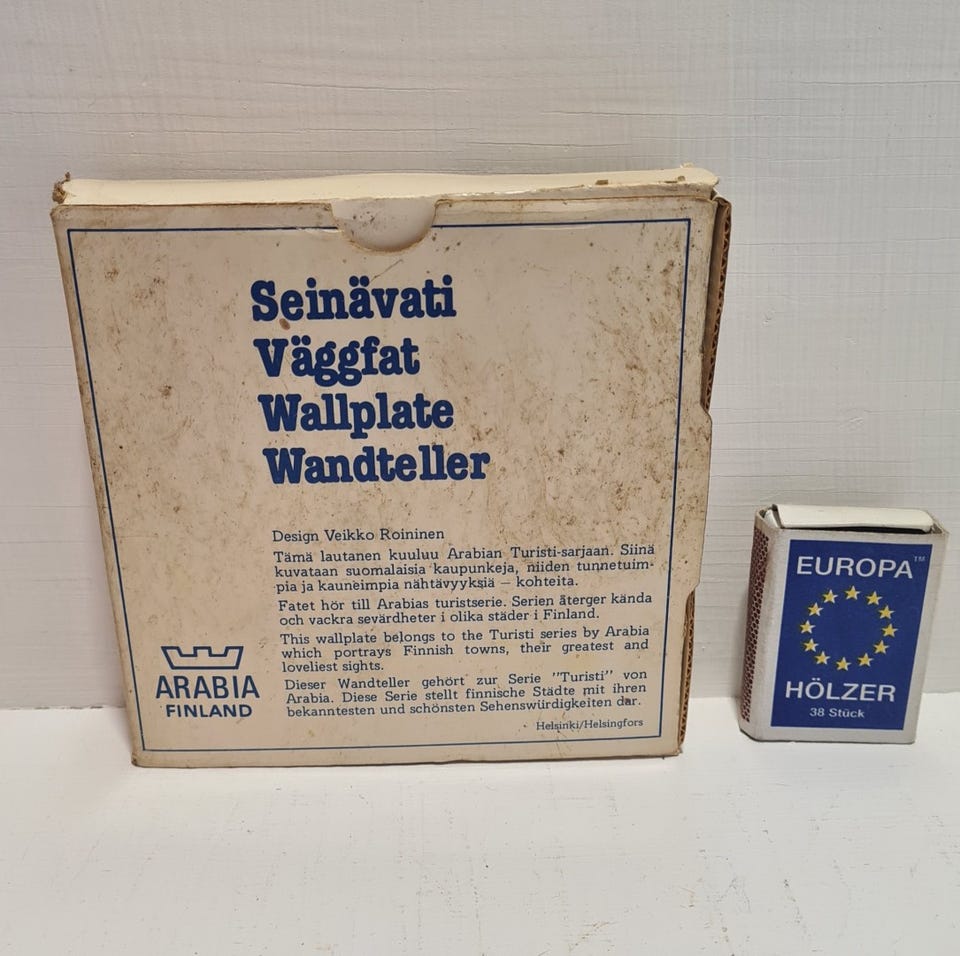 Seinävati
Väggfat
Wallplate
Wandteller
Design Veikko Roininen
Tämä lautanen kuuluu Arabian Turisti-sarjaan. Siinä
kuvataan suomalaisia kaupunkeja, niiden tunnetuim-
pia ja kauneimpia nähtävyyksiä – kohteita.
Fatet hör till Arabias turistserie. Serien återger kända
och vackra sevärdheter i olika städer i Finland.
This wallplate belongs to the Turisti series by Arabia
which portrays Finnish towns, their greatest and
loveliest sights.
Dieser Wandteller gehört zur Serie "Turisti" von
Arabia. Diese Serie stellt finnische Städte mit ihren
bekanntesten und schönsten Sehenswürdigkeiten dar.
Helsinki/Helsingfors
ARABIA
FINLAND
EUROPA™
HÖLZER
38 Stück